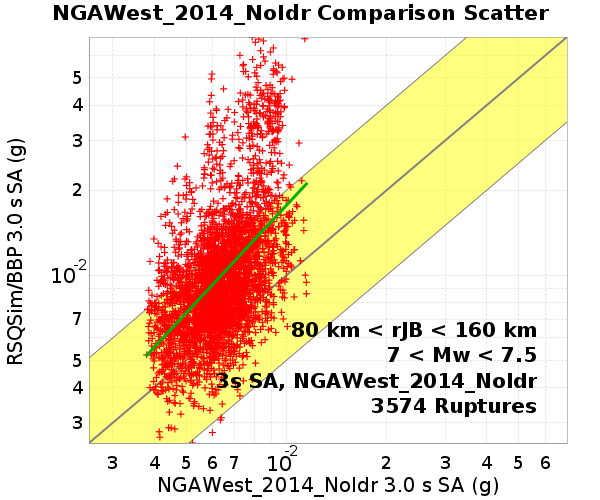 NGAWest_2014_NoIdr Comparison Scatter
RSQSim/BBP 3.0 s SA (g)
5
4
3
2
10-2
7
5
4
3
80 km < rJB < 160 km
7 < Mw < 7.5
3s SA, NGAWest_2014_NoIdr
3574 Ruptures
3 4 5 6 7 10-2 2 3 4 5 6
NGAWest_2014_NoIdr 3.0 s SA (g)